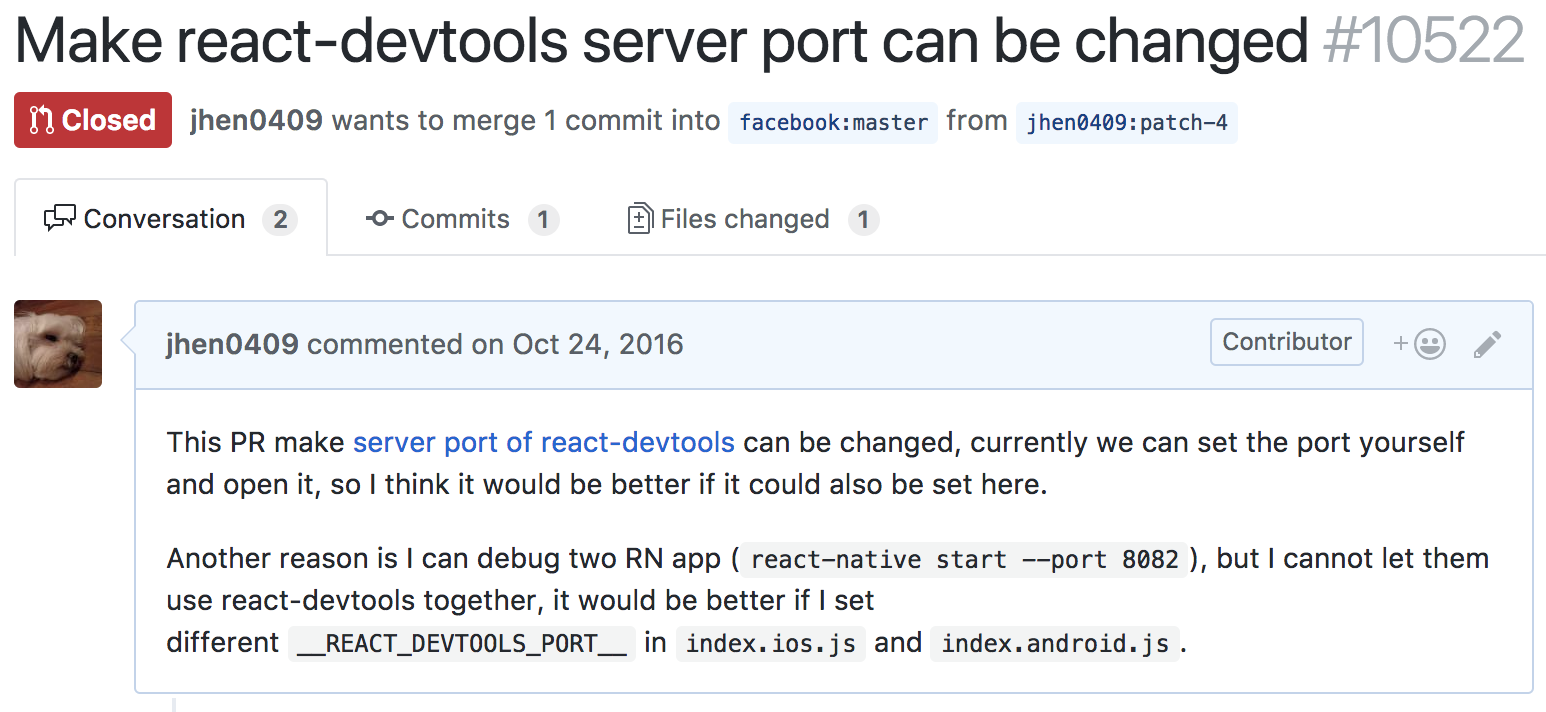 Make react-devtools server port can be changed #10522
Closed jhen0409 wants to merge 1 commit into facebook:master from jhen0409:patch-4
Conversation 2 Commits 1 Files changed 1
jhen0409 commented on Oct 24, 2016 Contributor +
This PR make server port of react-devtools can be changed, currently we can set the port yourself
and open it, so I think it would be better if it could also be set here.
Another reason is I can debug two RN app ( react-native start --port 8082 ), but I cannot let them
use react-devtools together, it would be better if I set
different __REACT_DEVTOOLS_PORT__ in index.ios.js and index.android.js .